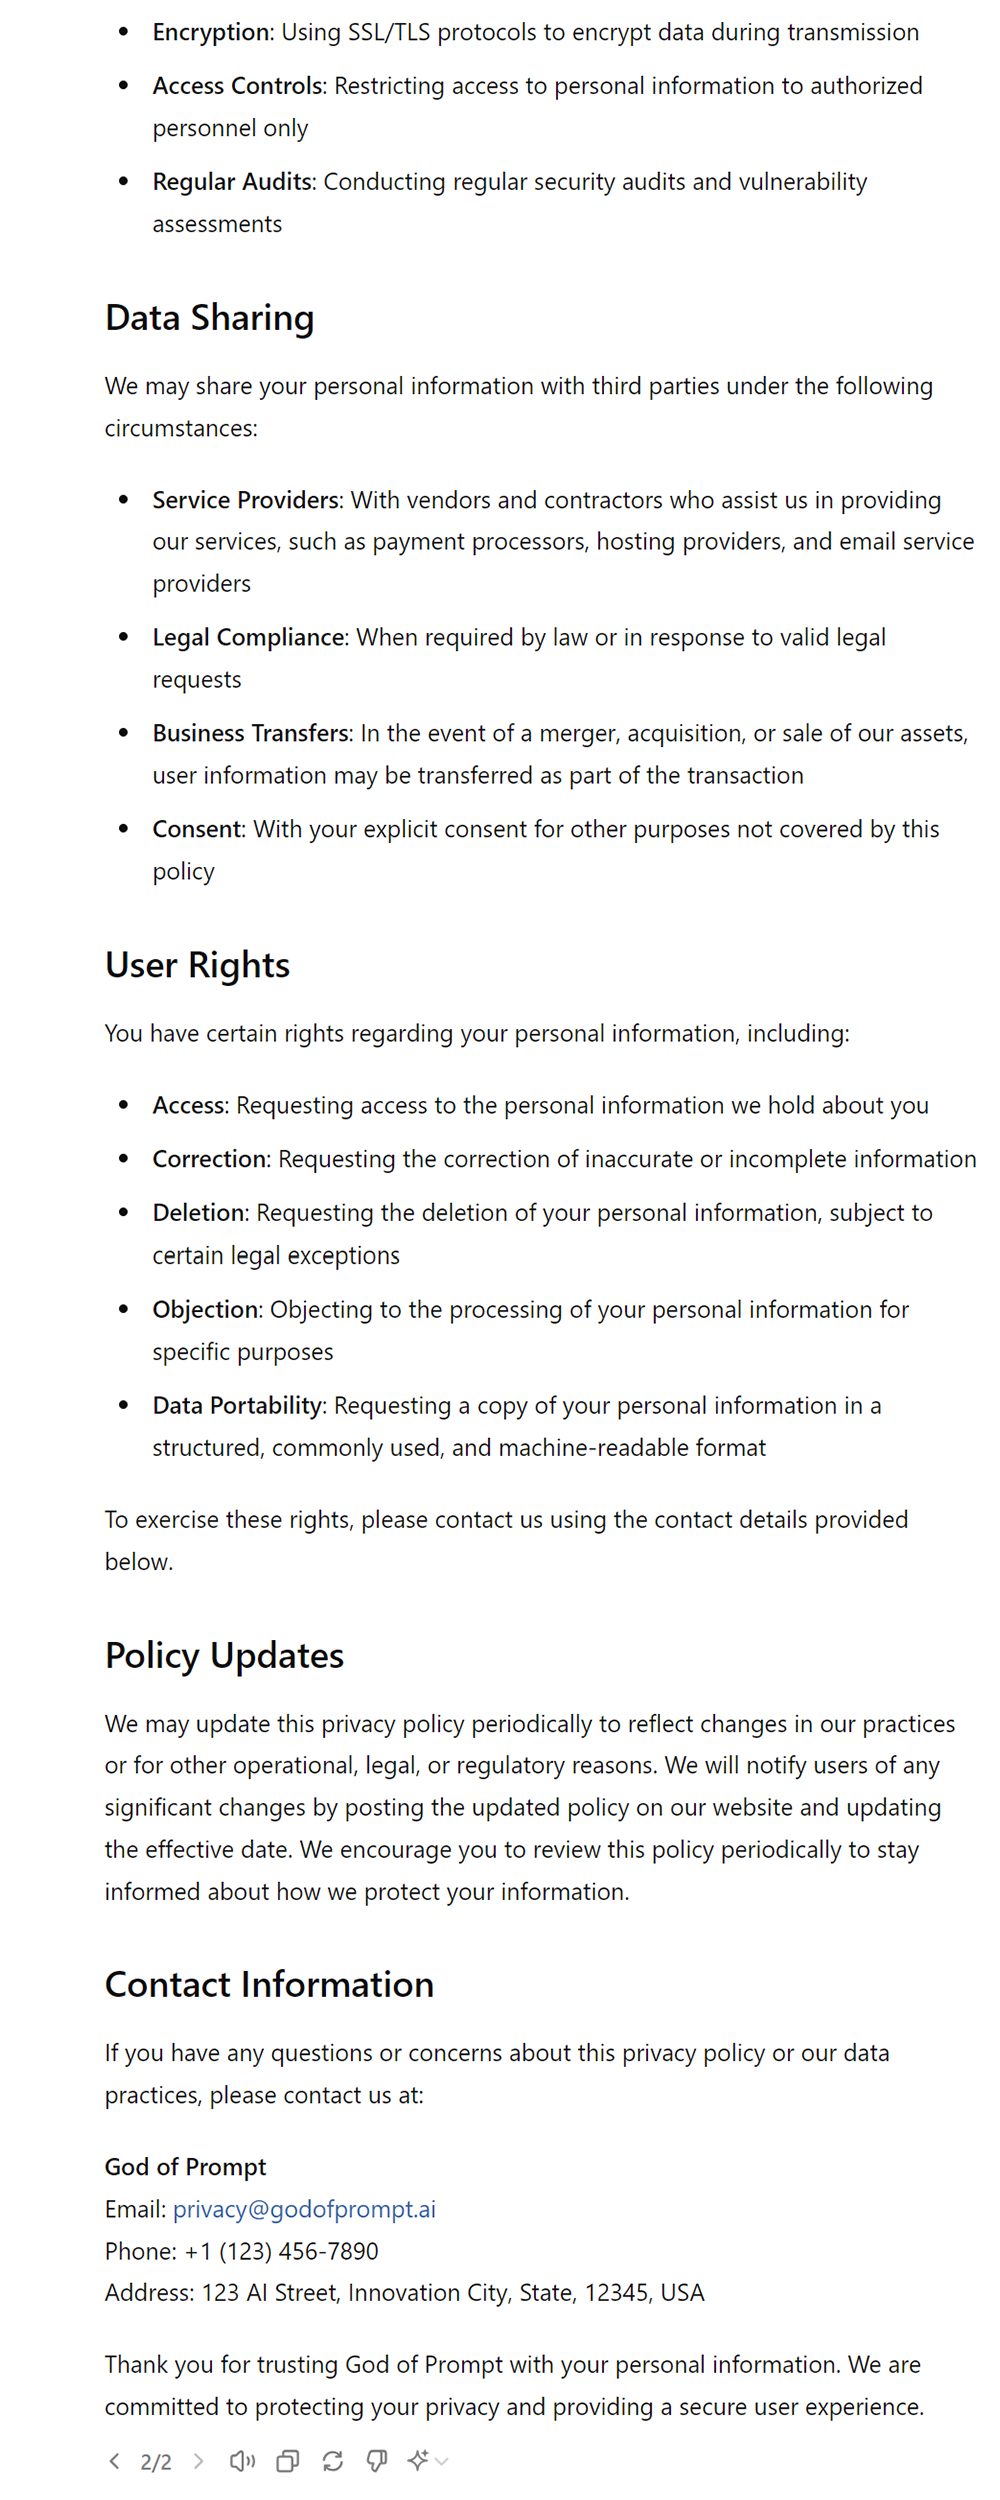 • Encryption: Using SSL/TLS protocols to encrypt data during transmission
• Access Controls: Restricting access to personal information to authorized
personnel only
• Regular Audits: Conducting regular security audits and vulnerability
assessments
Data Sharing
We may share your personal information with third parties under the following
circumstances:
• Service Providers: With vendors and contractors who assist us in providing
our services, such as payment processors, hosting providers, and email service
providers
• Legal Compliance: When required by law or in response to valid legal
requests
• Business Transfers: In the event of a merger, acquisition, or sale of our assets,
user information may be transferred as part of the transaction
• Consent: With your explicit consent for other purposes not covered by this
policy
User Rights
You have certain rights regarding your personal information, including:
• Access: Requesting access to the personal information we hold about you
• Correction: Requesting the correction of inaccurate or incomplete information
• Deletion: Requesting the deletion of your personal information, subject to
certain legal exceptions
• Objection: Objecting to the processing of your personal information for
specific purposes
• Data Portability: Requesting a copy of your personal information in a
structured, commonly used, and machine-readable format
To exercise these rights, please contact us using the contact details provided
below.
Policy Updates
We may update this privacy policy periodically to reflect changes in our practices
or for other operational, legal, or regulatory reasons. We will notify users of any
significant changes by posting the updated policy on our website and updating
the effective date. We encourage you to review this policy periodically to stay
informed about how we protect your information.
Contact Information
If you have any questions or concerns about this privacy policy or our data
practices, please contact us at:
God of Prompt
Email: privacy@godofprompt.ai
Phone: +1 (123) 456-7890
Address: 123 AI Street, Innovation City, State, 12345, USA
Thank you for trusting God of Prompt with your personal information. We are
committed to protecting your privacy and providing a secure user experience.
2/2